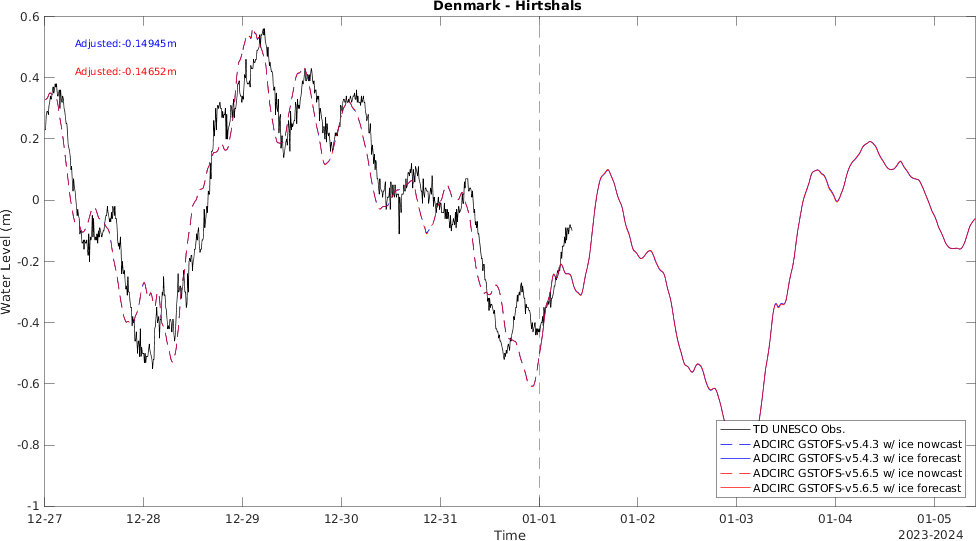 Denmark - Hirtshals
0.6
0.4
0.2
0
-0.2
-0.4
-0.6
-0.8
-1
Water Level (m)
Adjusted:-0.14945m
Adjusted:-0.14652m
TD UNESCO Obs.
ADCIRC GSTOFS-v5.4.3 w/ ice nowcast
ADCIRC GSTOFS-v5.4.3 w/ ice forecast
ADCIRC GSTOFS-v5.6.5 w/ ice nowcast
ADCIRC GSTOFS-v5.6.5 w/ ice forecast
12-27 12-28 12-29 12-30 12-31 01-01 01-02 01-03 01-04 01-05
Time
2023-2024